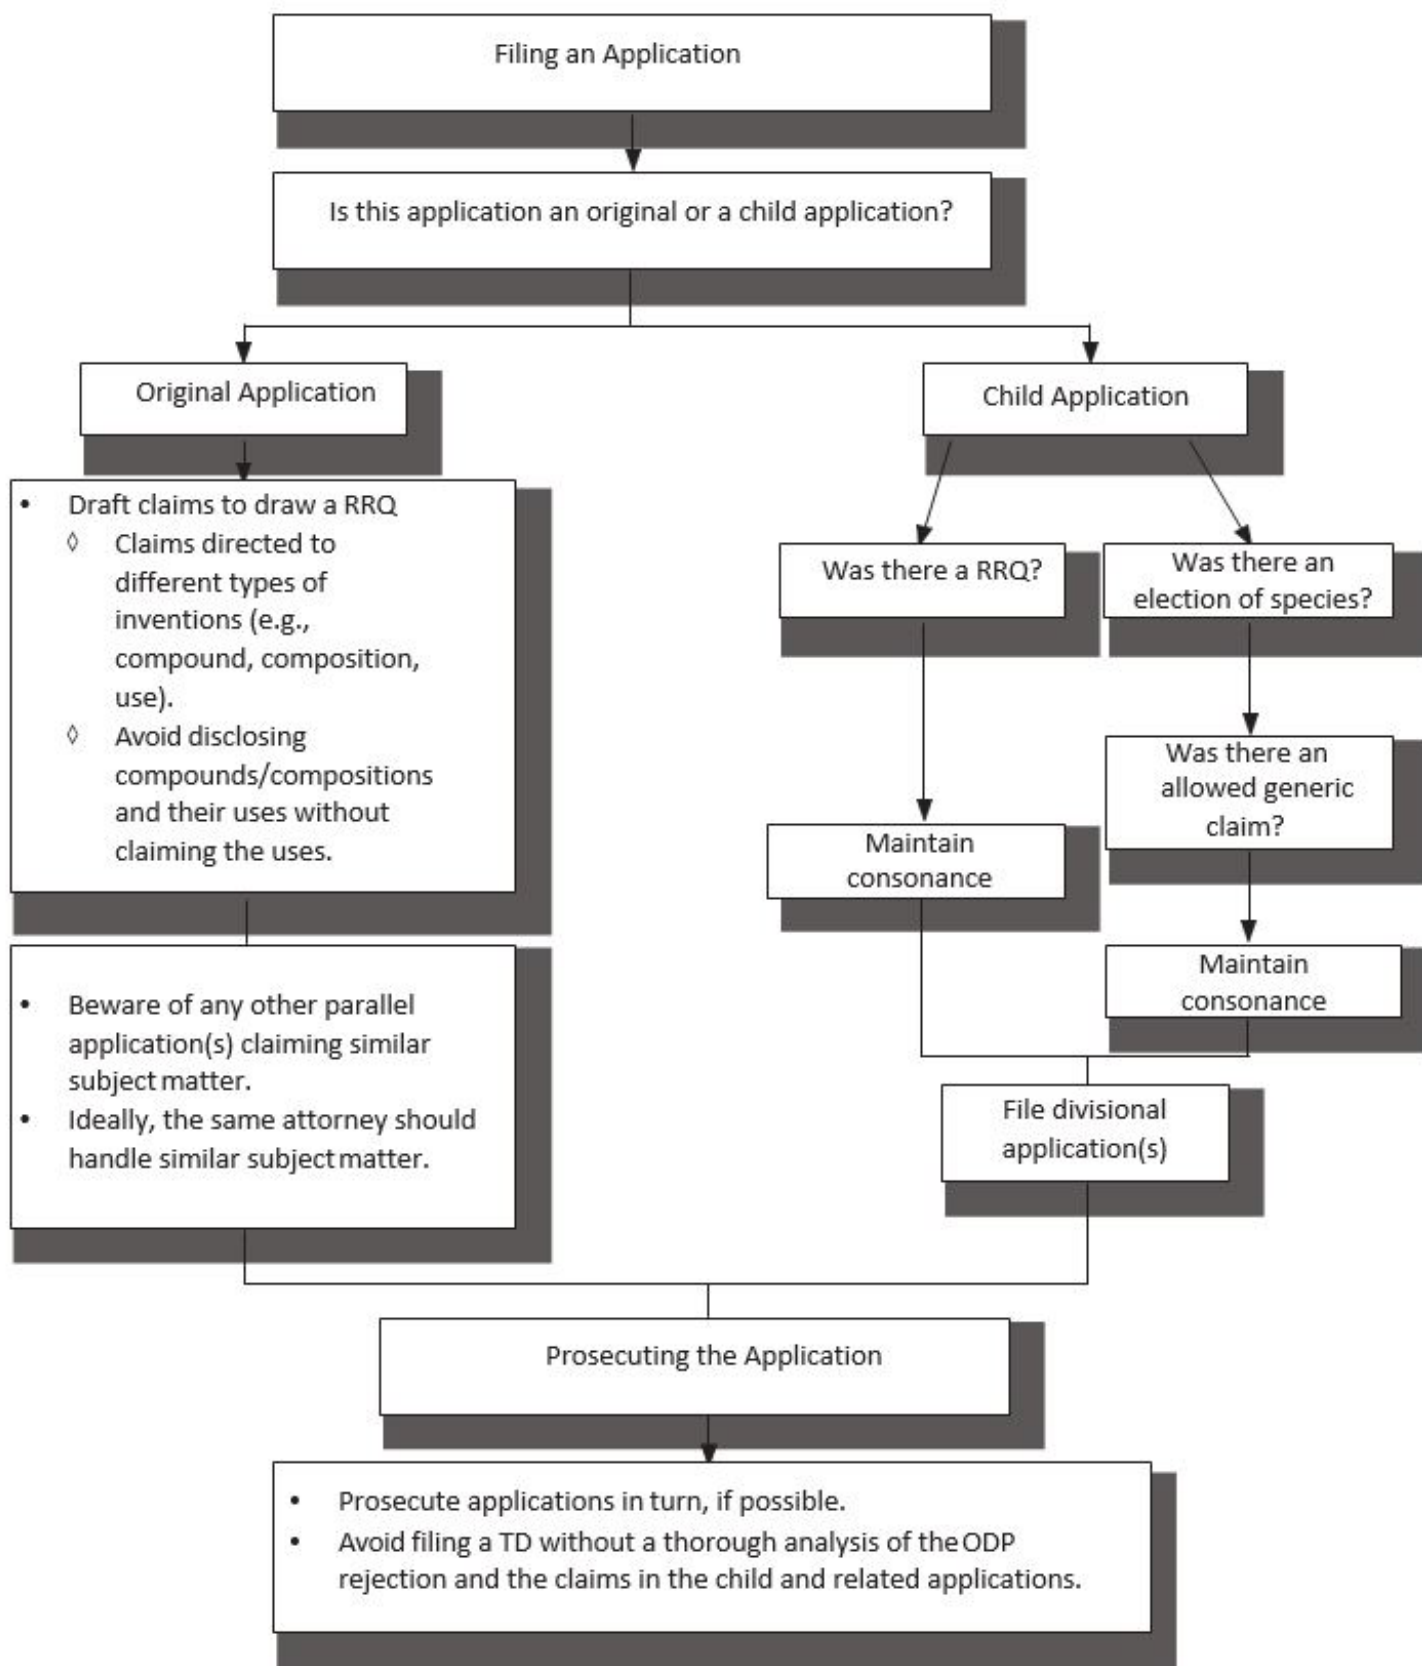 Filing an Application
Is this application an original or a child application?
Original Application
Child Application
• Draft claims to draw a RRQ
◊ Claims directed to
different types of
inventions (e.g.,
compound, composition,
use).
◊ Avoid disclosing
compounds/compositions
and their uses without
claiming the uses.
• Beware of any other parallel
application(s) claiming similar
subject matter.
• Ideally, the same attorney should
handle similar subject matter.
Was there a RRQ?
Maintain
consonance
Was there an
election of species?
Was there an
allowed generic
claim?
Maintain
consonance
File divisional
application(s)
Prosecuting the Application
• Prosecute applications in turn, if possible.
• Avoid filing a TD without a thorough analysis of the ODP
rejection and the claims in the child and related applications.